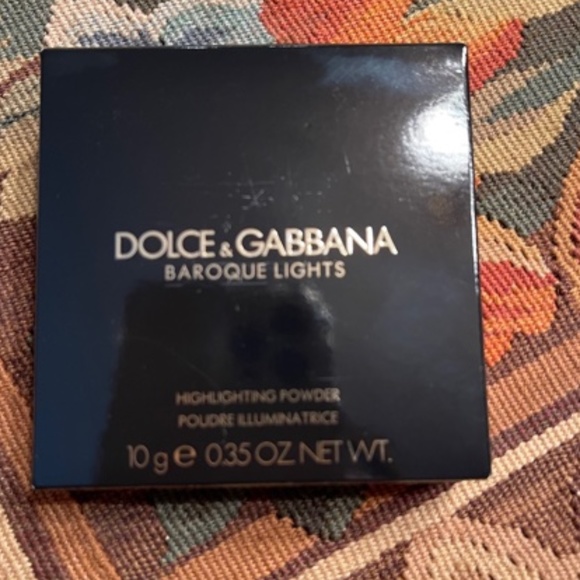 DOLCE & GABBANA
BAROQUE LIGHTS
HIGHLIGHTING POWDER
POUDRE ILLUMINATRICE
10 g e 0.35 OZ NET WT.